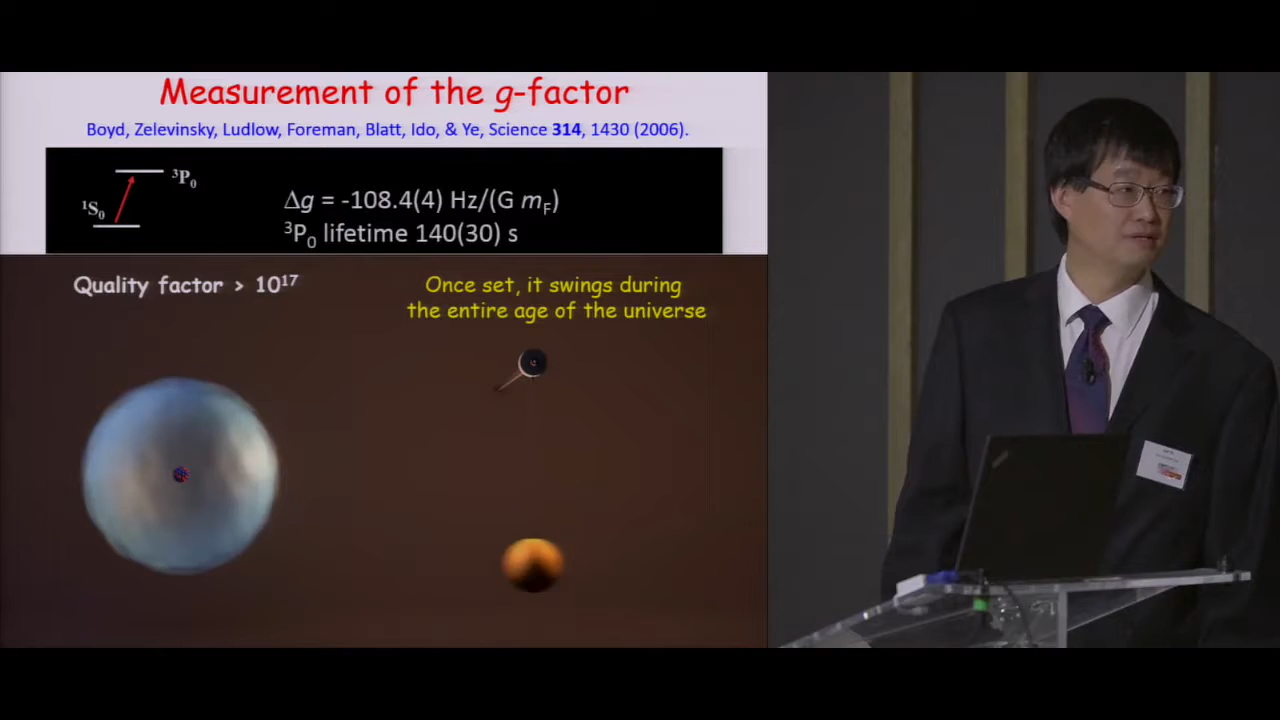 Measurement of the g-factor
Boyd, Zelevinsky, Ludlow, Foreman, Blatt, Ido, & Ye, Science 314, 1430 (2006).
³P₀
¹S₀
Δg = -108.4(4) Hz/(G m_F)
³P₀ lifetime 140(30) s
Quality factor > 10¹⁷
Once set, it swings during
the entire age of the universe